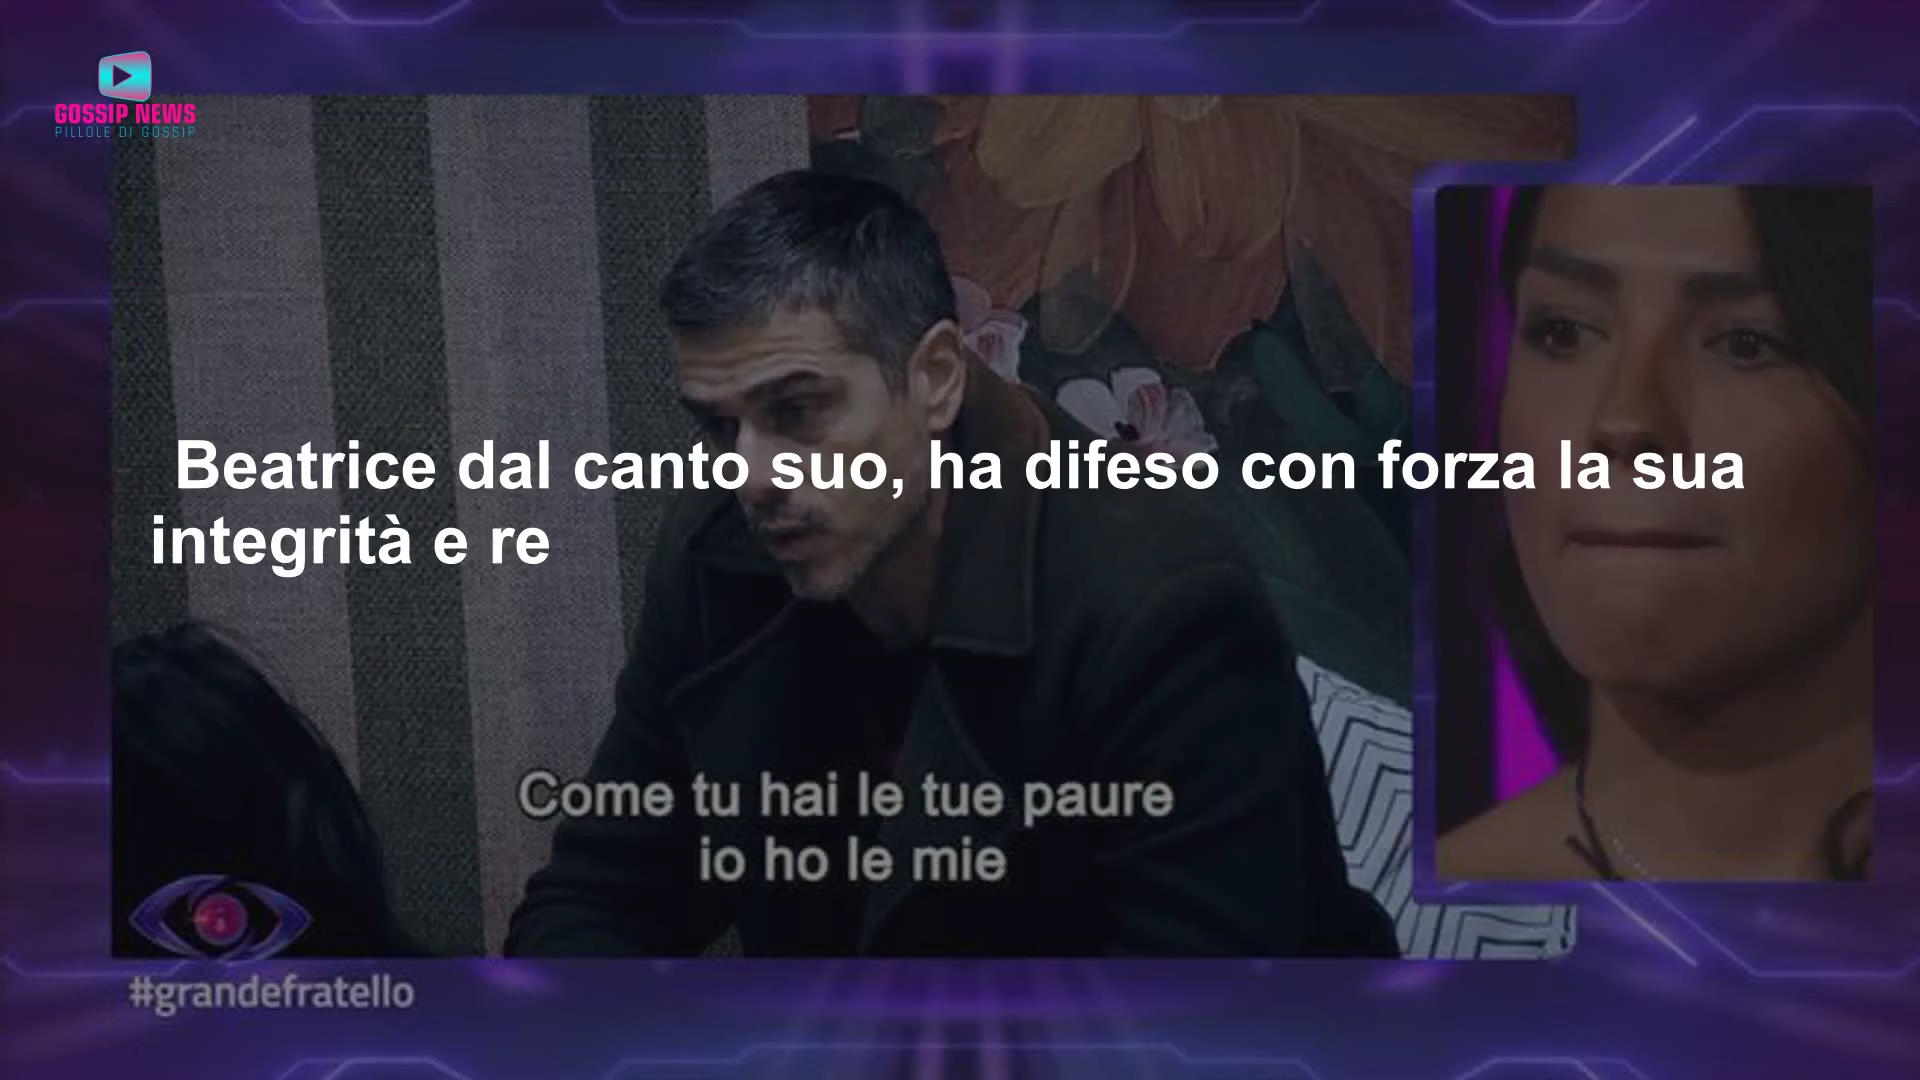 GOSSIP NEWS
PILLOLE DI GOSSIP
Beatrice dal canto suo, ha difeso con forza la sua
integrità e re
Come tu hai le tue paure
io ho le mie
#grandefratello